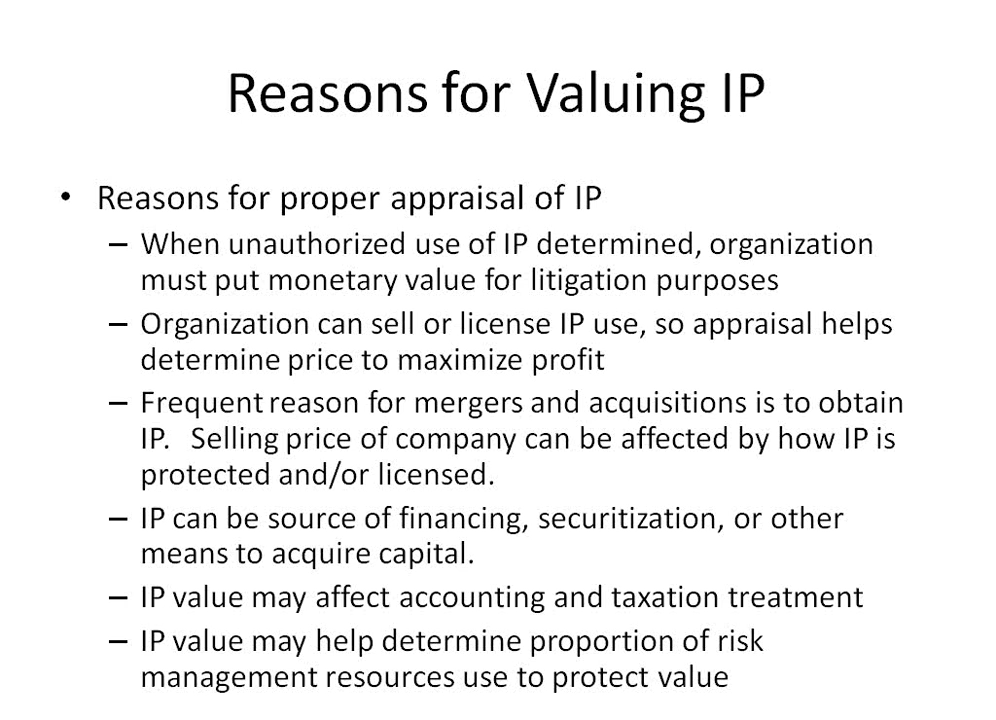 Reasons for Valuing IP
• Reasons for proper appraisal of IP
– When unauthorized use of IP determined, organization
must put monetary value for litigation purposes
– Organization can sell or license IP use, so appraisal helps
determine price to maximize profit
– Frequent reason for mergers and acquisitions is to obtain
IP.  Selling price of company can be affected by how IP is
protected and/or licensed.
– IP can be source of financing, securitization, or other
means to acquire capital.
– IP value may affect accounting and taxation treatment
– IP value may help determine proportion of risk
management resources use to protect value